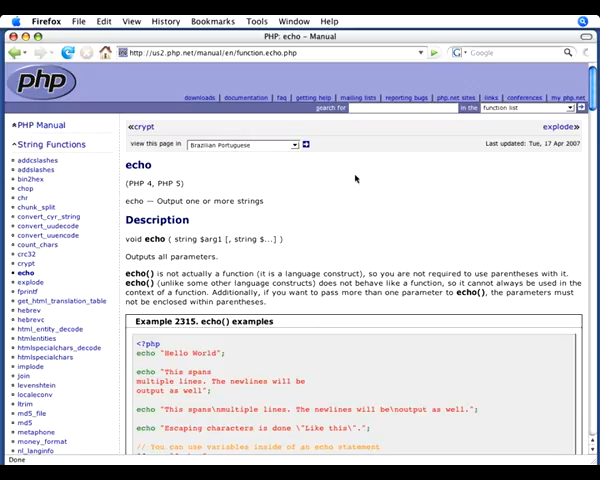 Firefox File Edit View History Bookmarks Tools Window Help
PHP: echo - Manual
http://us2.php.net/manual/en/function.echo.php
Google
php
downloads | documentation | faq | getting help | mailing lists | reporting bugs | php.net sites | links | conferences | my php.net
search for in the function list
PHP Manual
String Functions
addcslashes
addslashes
bin2hex
chop
chr
chunk_split
convert_cyr_string
convert_uudecode
convert_uuencode
count_chars
crc32
crypt
echo
explode
fprintf
get_html_translation_table
hebrev
hebrevc
html_entity_decode
htmlentities
htmlspecialchars_decode
htmlspecialchars
implode
join
levenshtein
localeconv
ltrim
md5_file
md5
metaphone
money_format
nl_langinfo
«crypt
explode»
view this page in Brazilian Portuguese
Last updated: Tue, 17 Apr 2007
echo
(PHP 4, PHP 5)
echo — Output one or more strings
Description
void echo ( string $arg1 [, string $...] )
Outputs all parameters.
echo() is not actually a function (it is a language construct), so you are not required to use parentheses with it.
echo() (unlike some other language constructs) does not behave like a function, so it cannot always be used in the
context of a function. Additionally, if you want to pass more than one parameter to echo(), the parameters must
not be enclosed within parentheses.
Example 2315. echo() examples
<?php
echo "Hello World";
echo "This spans
multiple lines. The newlines will be
output as well";
echo "This spans\nmultiple lines. The newlines will be\noutput as well.";
echo "Escaping characters is done \"Like this\".";
// You can use variables inside of an echo statement
Done